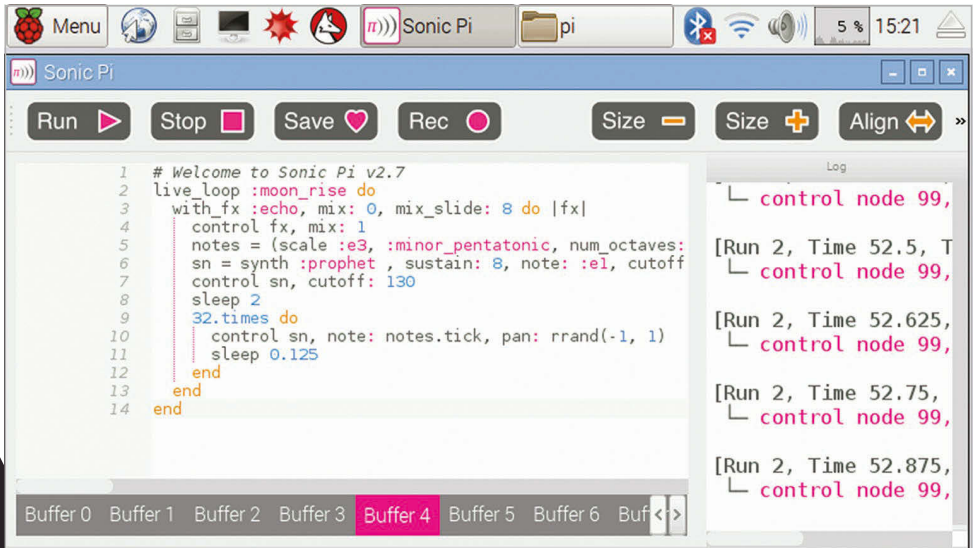 Menu Sonic Pi pi 5 % 15:21
π))) Sonic Pi
Run Stop Save Rec Size Size Align »
Log
1 # Welcome to Sonic Pi v2.7
2 live_loop :moon_rise do
3 with_fx :echo, mix: 0, mix_slide: 8 do |fx|
4 control fx, mix: 1
5 notes = (scale :e3, :minor_pentatonic, num_octaves:
6 sn = synth :prophet , sustain: 8, note: :e1, cutoff
7 control sn, cutoff: 130
8 sleep 2
9 32.times do
10 control sn, note: notes.tick, pan: rrand(-1, 1)
11 sleep 0.125
12 end
13 end
14 end
control node 99,
[Run 2, Time 52.5, T
control node 99,
[Run 2, Time 52.625,
control node 99,
[Run 2, Time 52.75,
control node 99,
[Run 2, Time 52.875,
control node 99,
Buffer 0 Buffer 1 Buffer 2 Buffer 3 Buffer 4 Buffer 5 Buffer 6 Buf